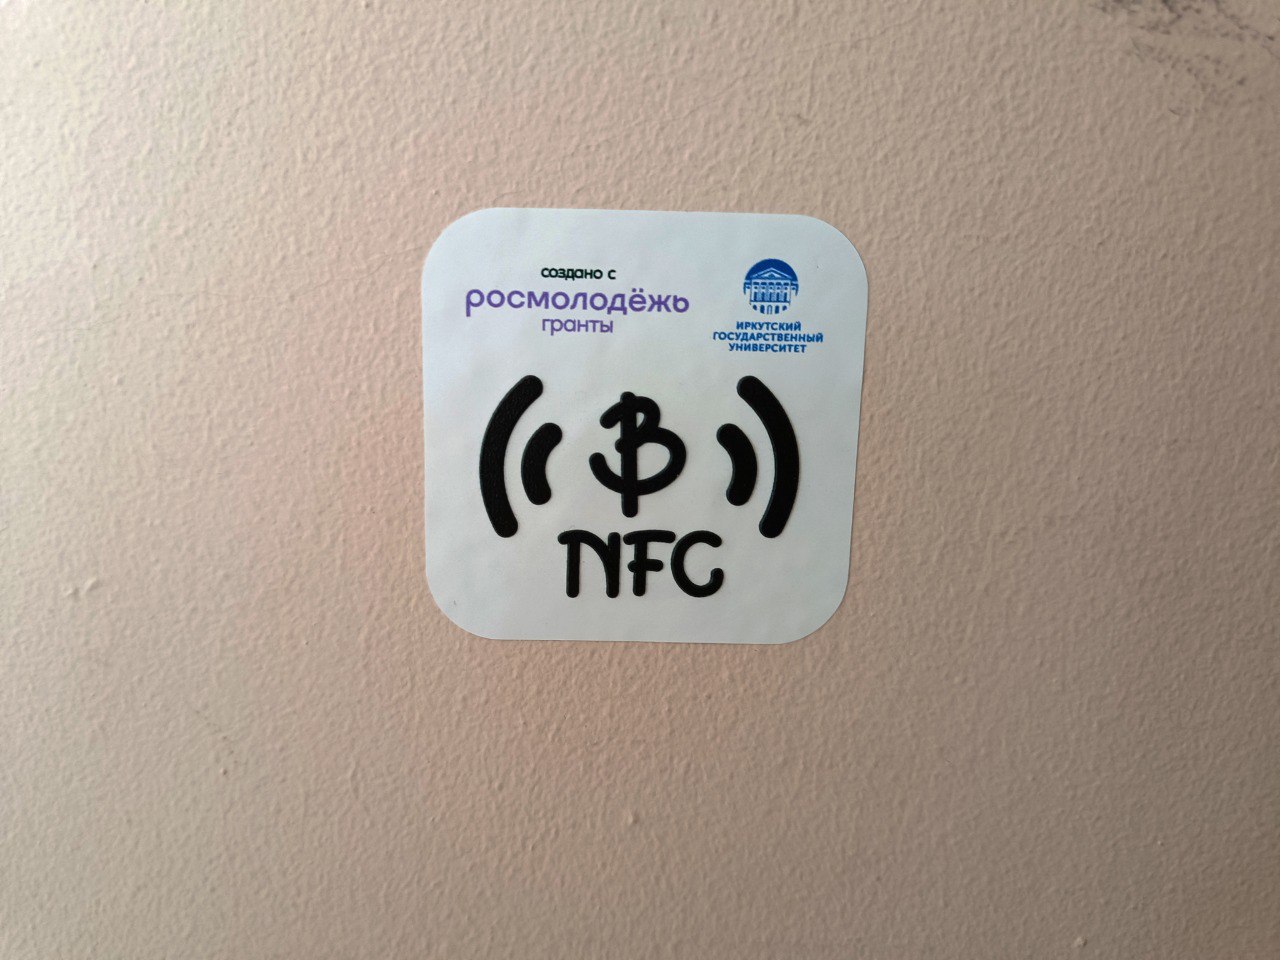 создано с
росмолодёжь
гранты
ИРКУТСКИЙ
ГОСУДАРСТВЕННЫЙ
УНИВЕРСИТЕТ
B
NFC